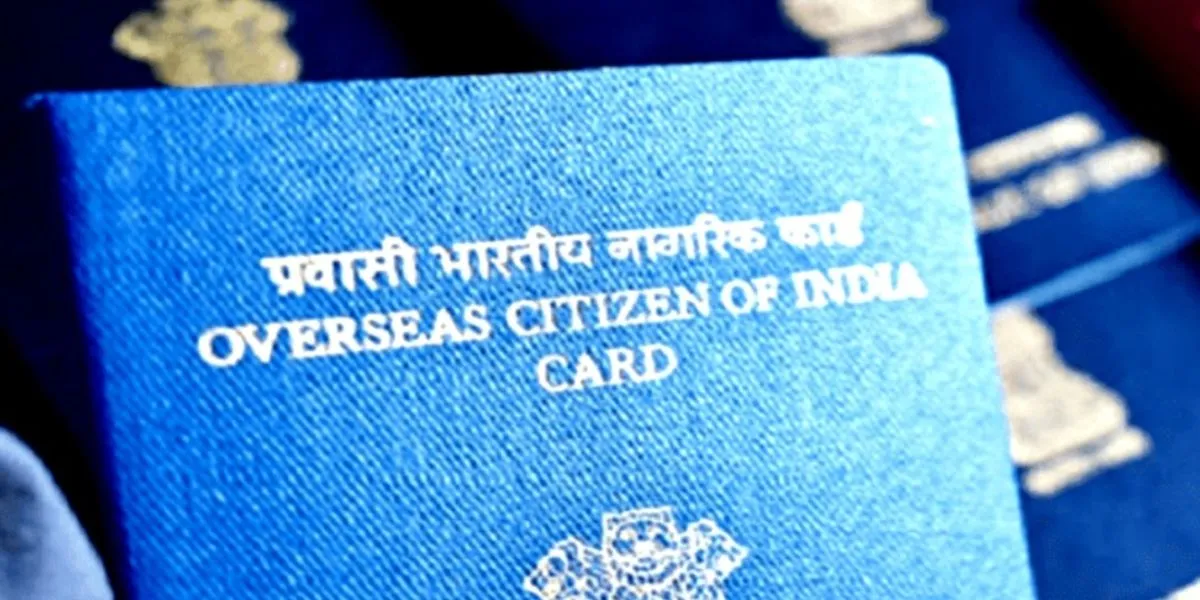 प्रवासी भारतीय नागरिक कार्ड
OVERSEAS CITIZEN OF INDIA
CARD